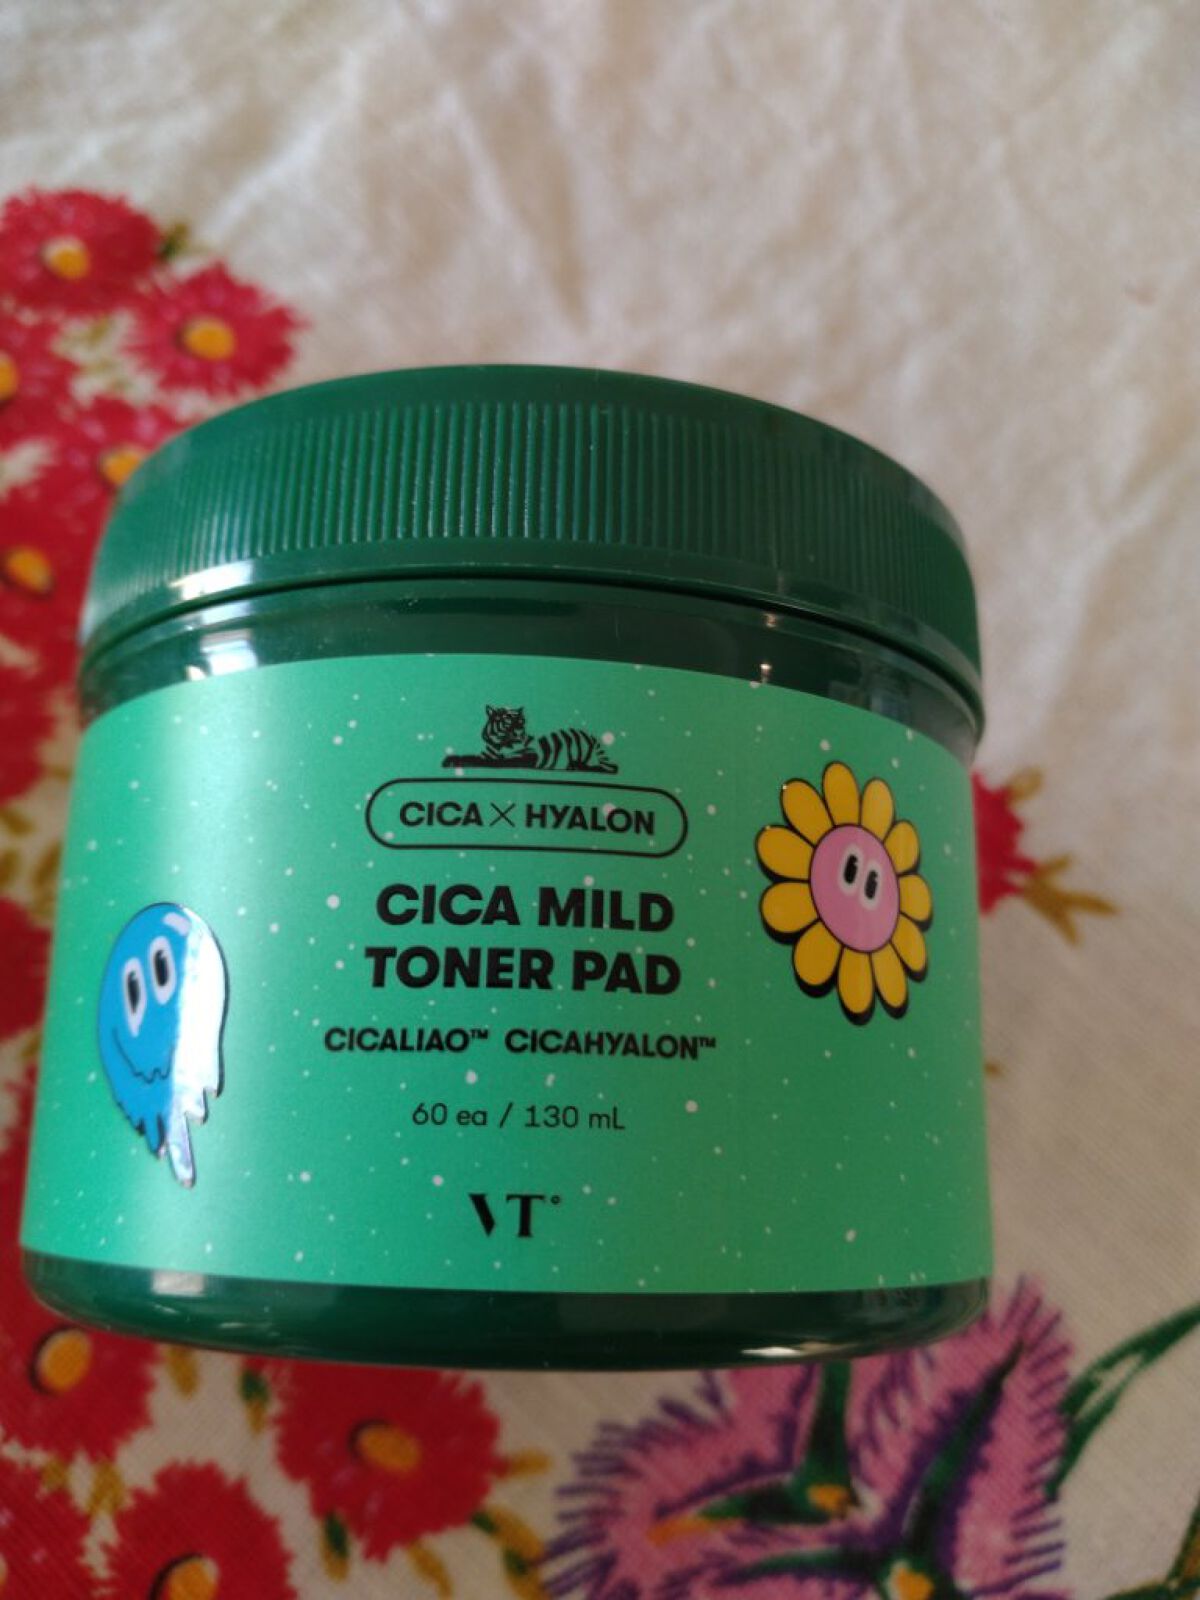 CICA × HYALON
CICA MILD
TONER PAD
CICALIAO™ CICAHYALON™
60 ea / 130 mL
VT°